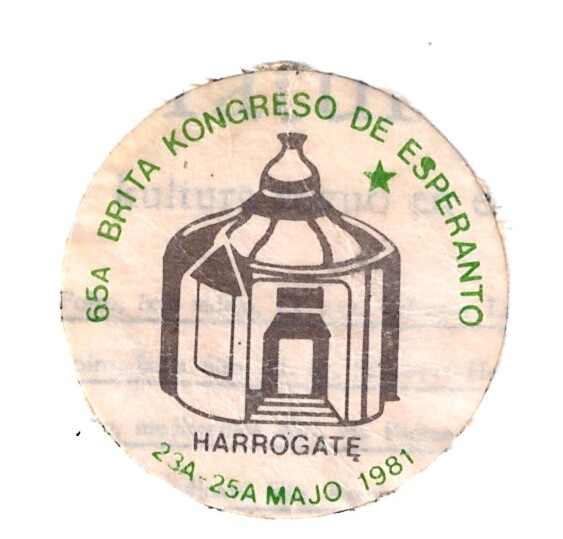 65A BRITA KONGRESO DE ESPERANTO
HARROGATE
23A-25A MAJO 1981